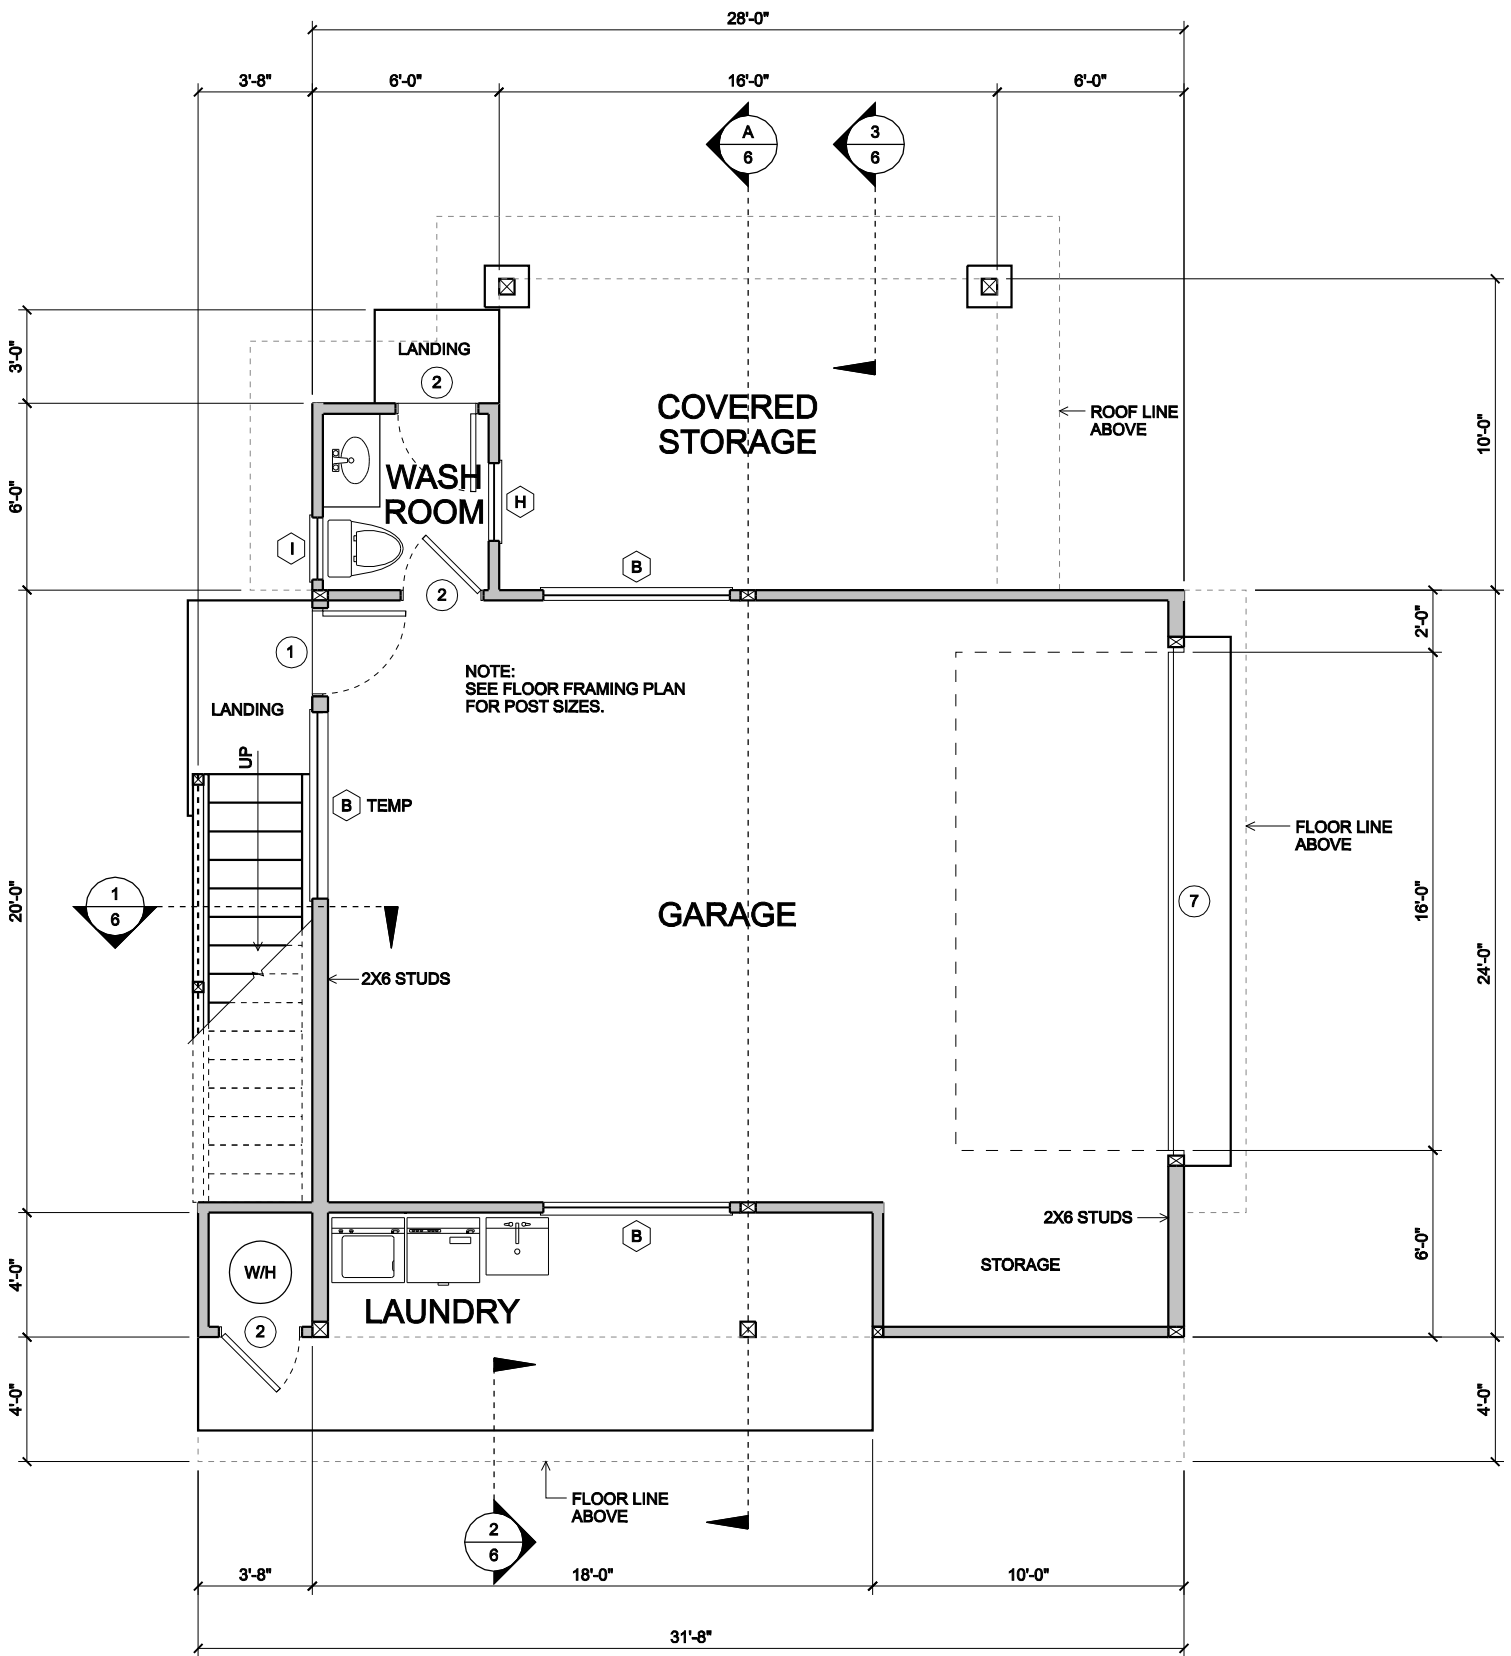 28'-0"
3'-8"
6'-0"
16'-0"
6'-0"
A
6
3
6
3'-0"
LANDING
2
COVERED
STORAGE
ROOF LINE
ABOVE
10'-0"
6'-0"
WASH
ROOM
H
I
B
2
1
NOTE:
SEE FLOOR FRAMING PLAN
FOR POST SIZES.
2'-0"
LANDING
UP
B TEMP
FLOOR LINE
ABOVE
1
6
20'-0"
GARAGE
7
16'-0"
24'-0"
2X6 STUDS
2X6 STUDS
B
STORAGE
6'-0"
4'-0"
W/H
LAUNDRY
2
4'-0"
4'-0"
FLOOR LINE
ABOVE
2
6
3'-8"
18'-0"
10'-0"
31'-8"